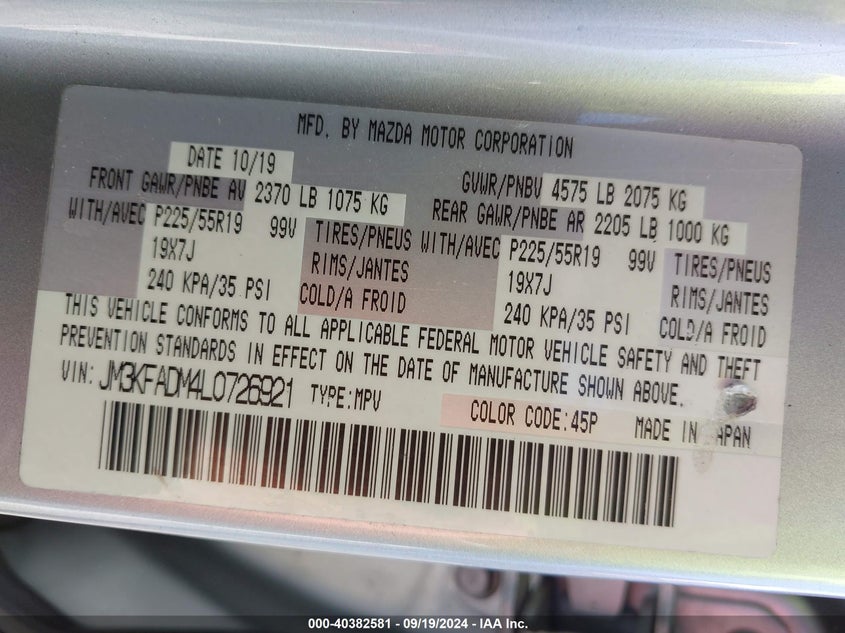 MFD. BY MAZDA MOTOR CORPORATION
DATE 10/19
GVWR/PNBV 4575 LB 2075 KG
FRONT GAWR/PNBE AV 2370 LB 1075 KG
REAR GAWR/PNBE AR 2205 LB 1000 KG
WITH/AVEC P225/55R19 99V TIRES/PNEUS
19X7J RIMS/JANTES
240 KPA/35 PSI COLD/A FROID
WITH/AVEC P225/55R19 99V TIRES/PNEUS
19X7J RIMS/JANTES
240 KPA/35 PSI COLD/A FROID
THIS VEHICLE CONFORMS TO ALL APPLICABLE FEDERAL MOTOR VEHICLE SAFETY AND THEFT
PREVENTION STANDARDS IN EFFECT ON THE DATE OF MANUFACTURE SHOWN ABOVE.
VIN: JM3KFADM4L0726921 TYPE:MPV
COLOR CODE:45P MADE IN JAPAN
000-40382581 - 09/19/2024 - IAA Inc.